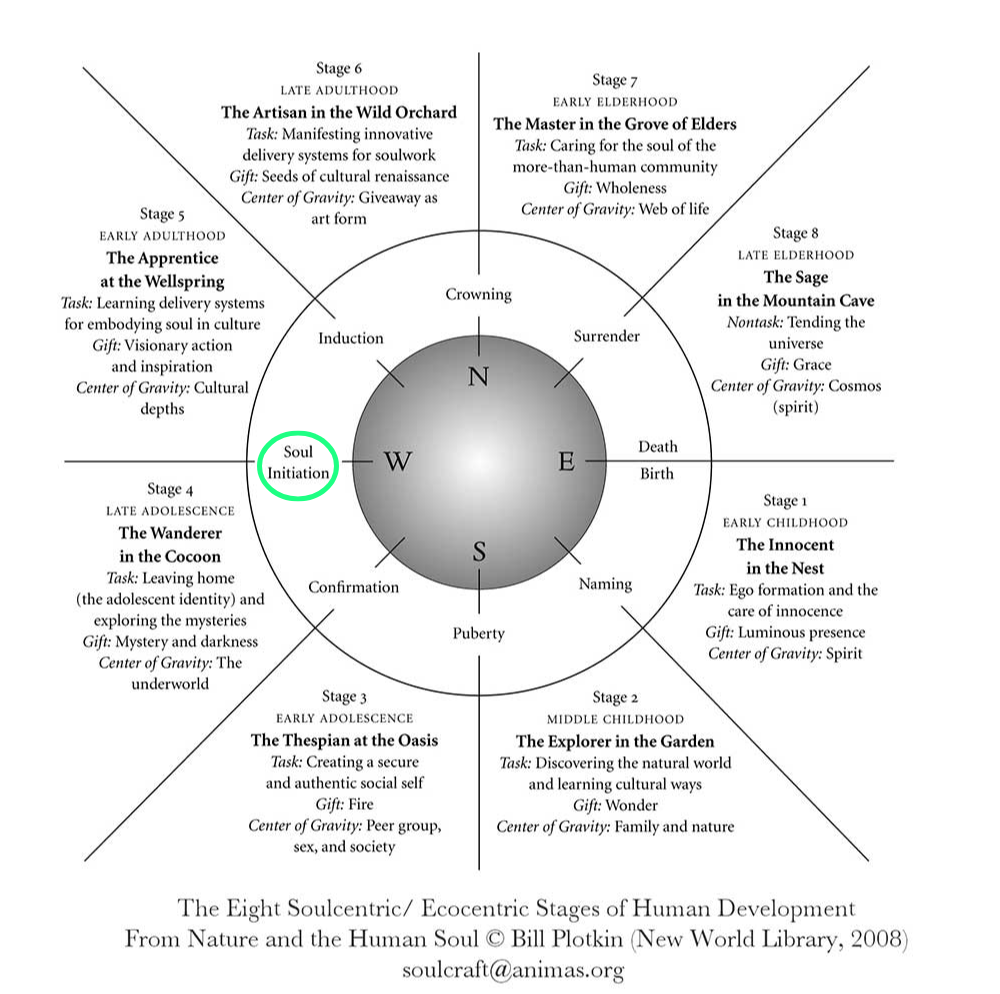 Stage 6
LATE ADULTHOOD
The Artisan in the Wild Orchard
Task: Manifesting innovative
delivery systems for soulwork
Gift: Seeds of cultural renaissance
Center of Gravity: Giveaway as
art form
Stage 7
EARLY ELDERHOOD
The Master in the Grove of Elders
Task: Caring for the soul of the
more-than-human community
Gift: Wholeness
Center of Gravity: Web of life
Stage 5
EARLY ADULTHOOD
The Apprentice
at the Wellspring
Task: Learning delivery systems
for embodying soul in culture
Gift: Visionary action
and inspiration
Center of Gravity: Cultural
depths
Stage 8
LATE ELDERHOOD
The Sage
in the Mountain Cave
Nontask: Tending the
universe
Gift: Grace
Center of Gravity: Cosmos
(spirit)
Crowning
Induction
Surrender
N
Soul
Initiation
W
E
Death
Birth
S
Confirmation
Naming
Puberty
Stage 4
LATE ADOLESCENCE
The Wanderer
in the Cocoon
Task: Leaving home
(the adolescent identity) and
exploring the mysteries
Gift: Mystery and darkness
Center of Gravity: The
underworld
Stage 1
EARLY CHILDHOOD
The Innocent
in the Nest
Task: Ego formation and the
care of innocence
Gift: Luminous presence
Center of Gravity: Spirit
Stage 3
EARLY ADOLESCENCE
The Thespian at the Oasis
Task: Creating a secure
and authentic social self
Gift: Fire
Center of Gravity: Peer group,
sex, and society
Stage 2
MIDDLE CHILDHOOD
The Explorer in the Garden
Task: Discovering the natural world
and learning cultural ways
Gift: Wonder
Center of Gravity: Family and nature
The Eight Soulcentric/ Ecocentric Stages of Human Development
From Nature and the Human Soul © Bill Plotkin (New World Library, 2008)
soulcraft@animas.org